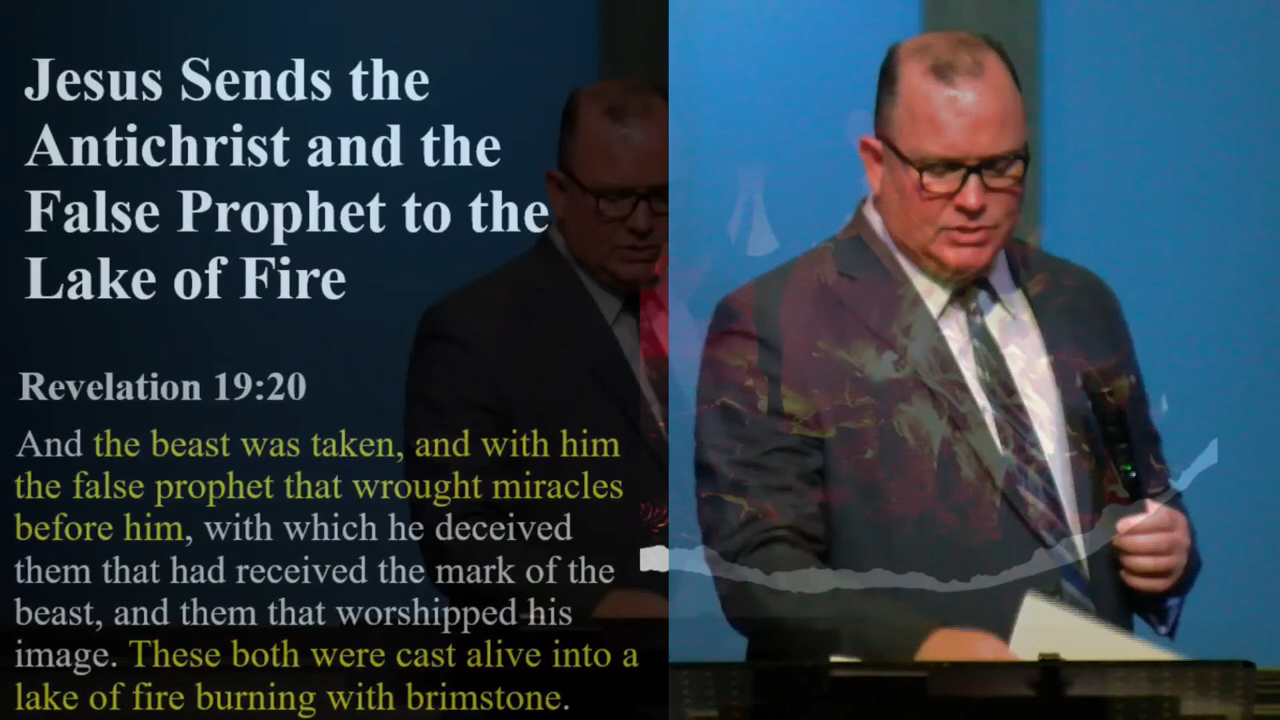 Jesus Sends the
Antichrist and the
False Prophet to the
Lake of Fire
Revelation 19:20
And the beast was taken, and with him
the false prophet that wrought miracles
before him, with which he deceived
them that had received the mark of the
beast, and them that worshipped his
image. These both were cast alive into a
lake of fire burning with brimstone.